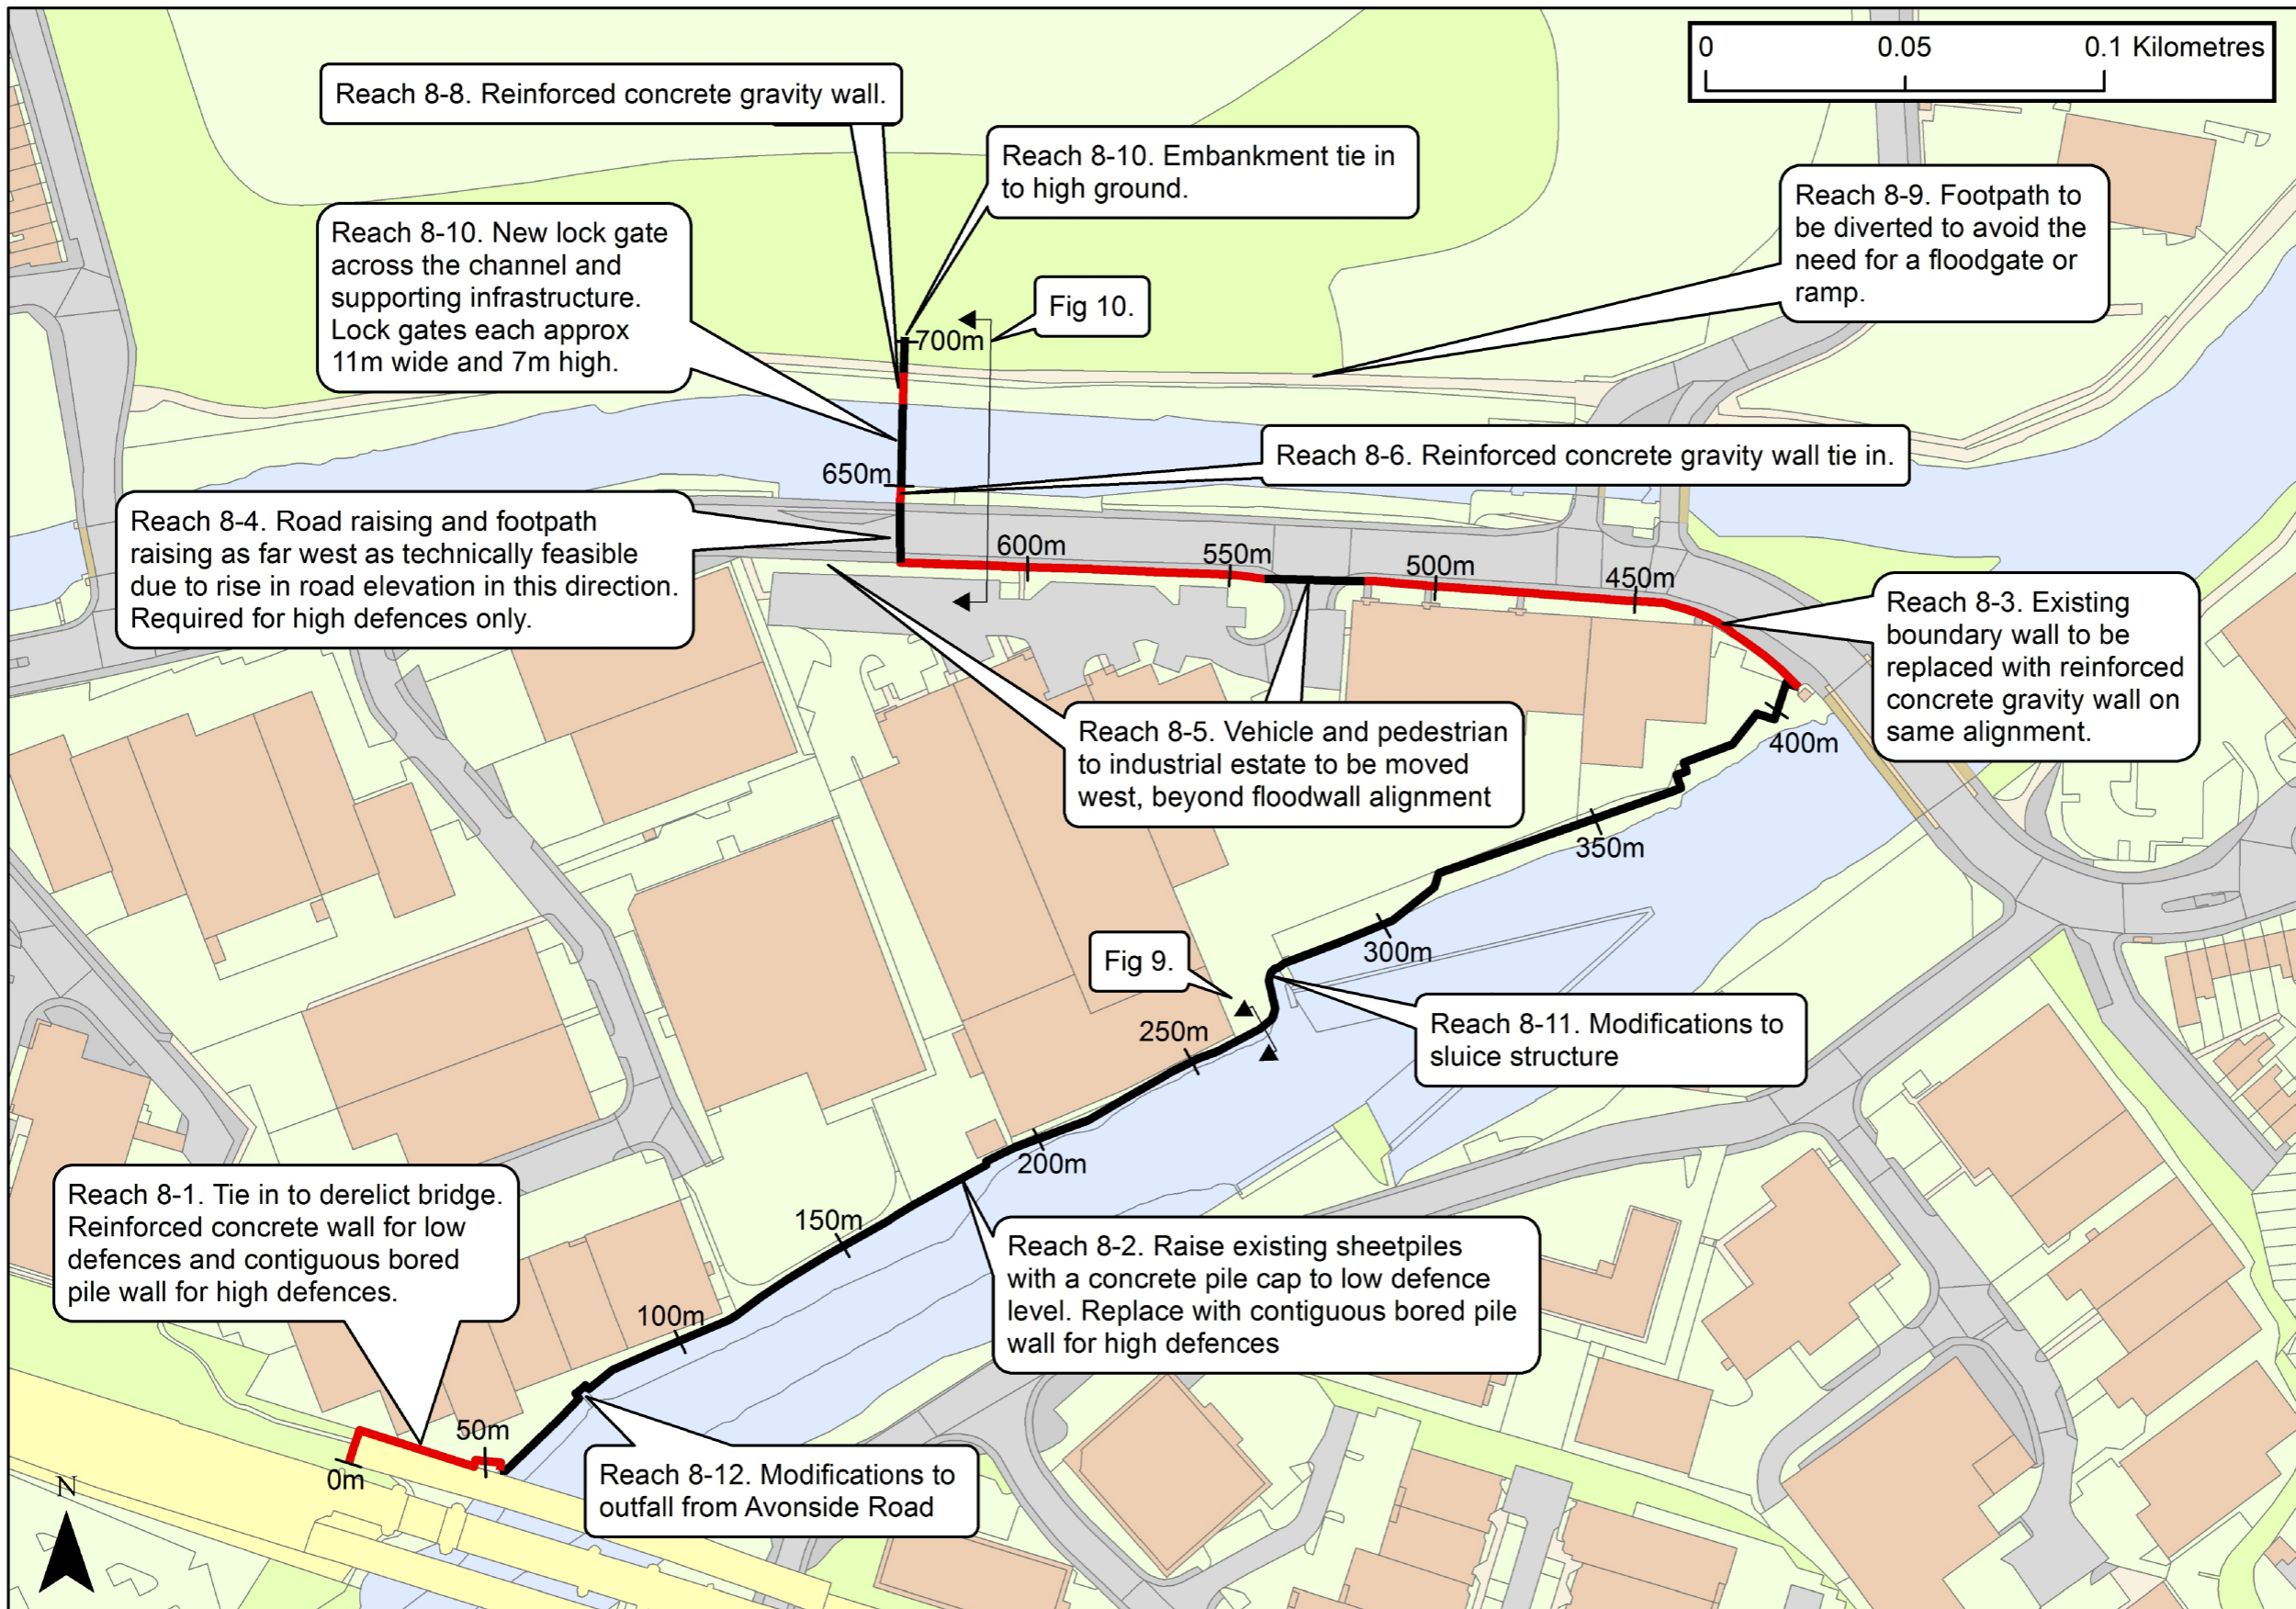 0 0.05 0.1 Kilometres
Reach 8-8. Reinforced concrete gravity wall.
Reach 8-10. Embankment tie in
to high ground.
Reach 8-9. Footpath to
be diverted to avoid the
need for a floodgate or
ramp.
Reach 8-10. New lock gate
across the channel and
supporting infrastructure.
Lock gates each approx
11m wide and 7m high.
Fig 10.
700m
Reach 8-6. Reinforced concrete gravity wall tie in.
650m
Reach 8-4. Road raising and footpath
raising as far west as technically feasible
due to rise in road elevation in this direction.
Required for high defences only.
600m
550m
500m
450m
Reach 8-3. Existing
boundary wall to be
replaced with reinforced
concrete gravity wall on
same alignment.
Reach 8-5. Vehicle and pedestrian
to industrial estate to be moved
west, beyond floodwall alignment
400m
350m
300m
Fig 9.
250m
Reach 8-11. Modifications to
sluice structure
200m
150m
Reach 8-1. Tie in to derelict bridge.
Reinforced concrete wall for low
defences and contiguous bored
pile wall for high defences.
Reach 8-2. Raise existing sheetpiles
with a concrete pile cap to low defence
level. Replace with contiguous bored pile
wall for high defences
100m
50m
0m
Reach 8-12. Modifications to
outfall from Avonside Road
N